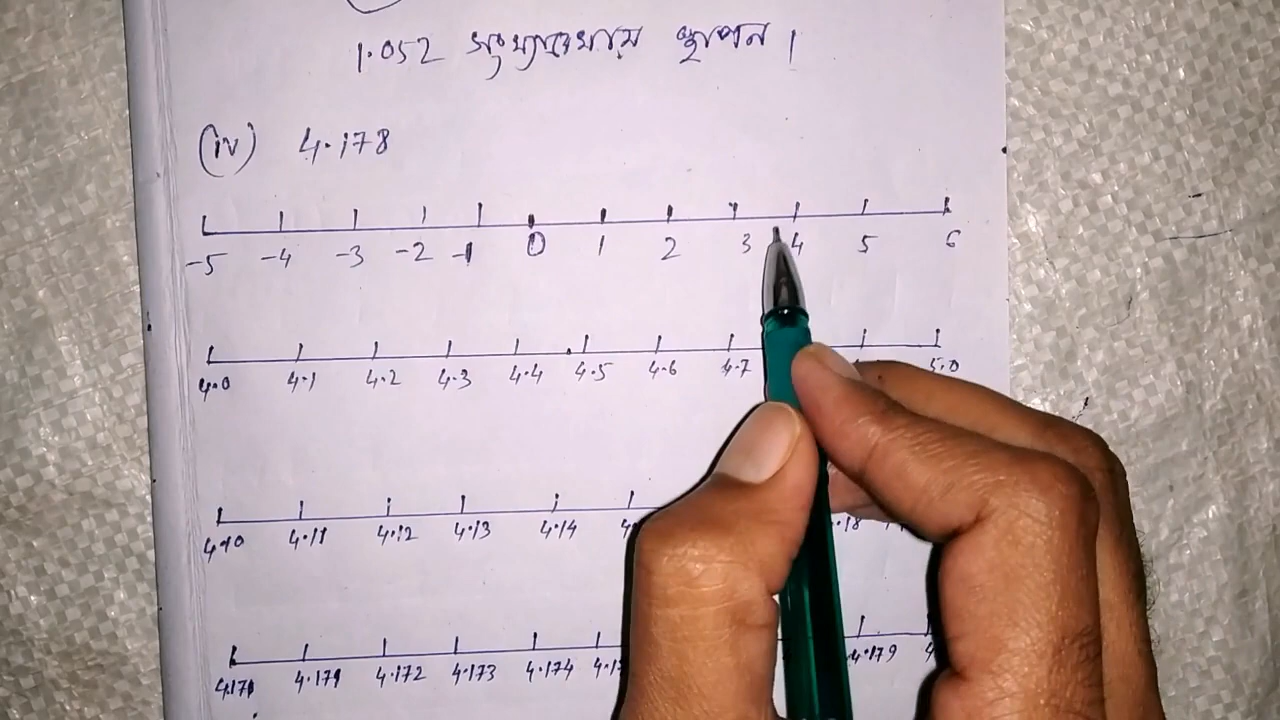 1.052 সংখ্যারেখায় স্থাপন।
(iv) 4.178
-5 -4 -3 -2 -1 0 1 2 3 4 5 6
4.0 4.1 4.2 4.3 4.4 4.5 4.6 4.7 5.0
4.10 4.11 4.12 4.13 4.14 .18
4.170 4.171 4.172 4.173 4.174 4.179